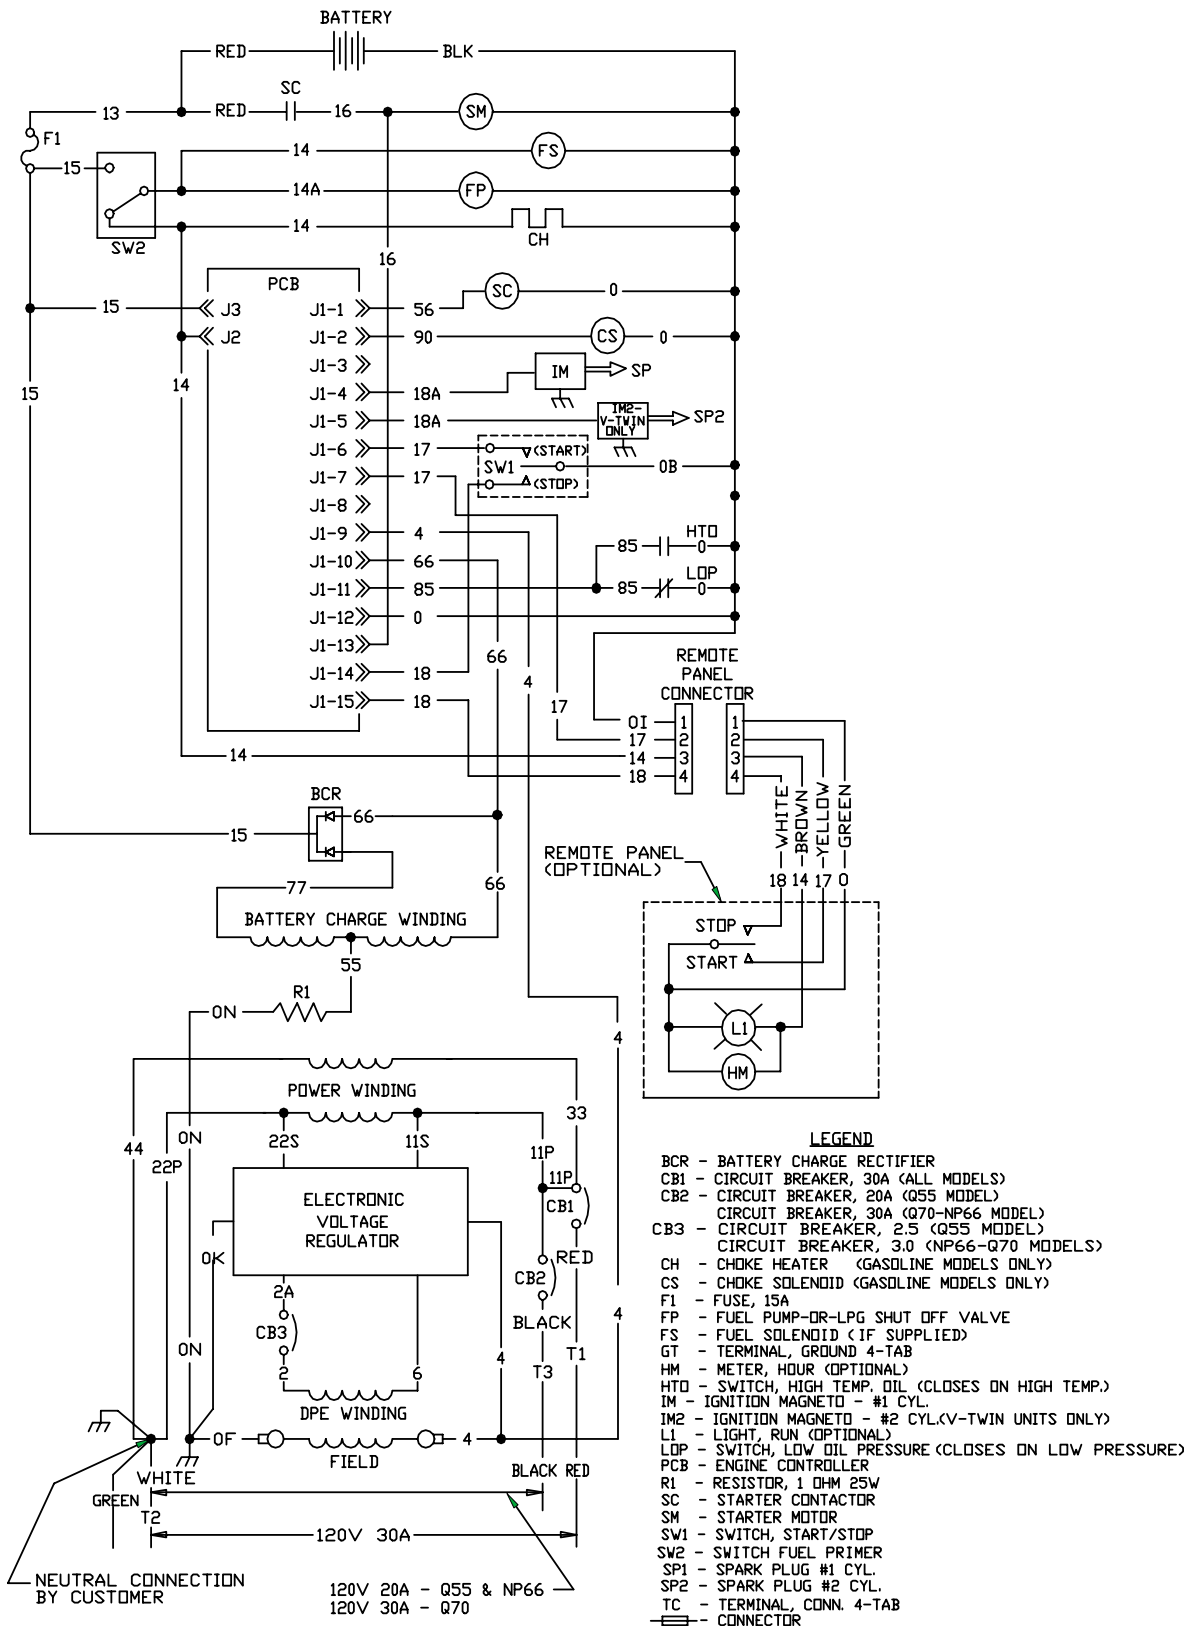 BATTERY
RED
BLK
SC
13
RED
16
SM
F1
14
FS
15
14A
FP
14
CH
SW2
16
PCB
SC
0
15
J3
J1-1
56
J2
J1-2
90
CS
0
J1-3
IM
SP
15
14
J1-4
18A
IM2-
V-TWIN
ONLY
SP2
J1-5
18A
J1-6
17
(START)
SW1
0B
J1-7
17
(STOP)
J1-8
J1-9
4
HTO
85
0
J1-10
66
LOP
J1-11
85
85
0
J1-12
0
J1-13
66
REMOTE
PANEL
CONNECTOR
J1-14
18
4
J1-15
18
17
OI
1
1
17
2
2
14
14
3
3
18
4
4
BCR
66
15
WHITE
BROWN
YELLOW
GREEN
REMOTE PANEL
(OPTIONAL)
18
14
17
0
77
66
BATTERY CHARGE WINDING
STOP
START
55
R1
ON
L1
4
HM
POWER WINDING
33
44
ON
22S
11S
22P
11P
11P
CB1
ELECTRONIC
VOLTAGE
REGULATOR
OK
RED
CB2
2A
4
BLACK
CB3
ON
2
6
4
T3
T1
DPE WINDING
OF
4
FIELD
WHITE
BLACK
RED
GREEN
T2
120V 30A
NEUTRAL CONNECTION
BY CUSTOMER
120V 20A - Q55 & NP66
120V 30A - Q70
LEGEND
BCR - BATTERY CHARGE RECTIFIER
CB1 - CIRCUIT BREAKER, 30A (ALL MODELS)
CB2 - CIRCUIT BREAKER, 20A (Q55 MODEL)
CIRCUIT BREAKER, 30A (Q70-NP66 MODEL)
CB3 - CIRCUIT BREAKER, 2.5 (Q55 MODEL)
CIRCUIT BREAKER, 3.0 (NP66-Q70 MODELS)
CH - CHOKE HEATER (GASOLINE MODELS ONLY)
CS - CHOKE SOLENOID (GASOLINE MODELS ONLY)
F1 - FUSE, 15A
FP - FUEL PUMP-OR-LPG SHUT OFF VALVE
FS - FUEL SOLENOID (IF SUPPLIED)
GT - TERMINAL, GROUND 4-TAB
HM - METER, HOUR (OPTIONAL)
HTO - SWITCH, HIGH TEMP. OIL (CLOSES ON HIGH TEMP.)
IM - IGNITION MAGNETO - #1 CYL.
IM2 - IGNITION MAGNETO - #2 CYL.(V-TWIN UNITS ONLY)
L1 - LIGHT, RUN (OPTIONAL)
LOP - SWITCH, LOW OIL PRESSURE (CLOSES ON LOW PRESSURE)
PCB - ENGINE CONTROLLER
R1 - RESISTOR, 1 OHM 25W
SC - STARTER CONTACTOR
SM - STARTER MOTOR
SW1 - SWITCH, START/STOP
SW2 - SWITCH FUEL PRIMER
SP1 - SPARK PLUG #1 CYL.
SP2 - SPARK PLUG #2 CYL.
TC - TERMINAL, CONN. 4-TAB
- CONNECTOR